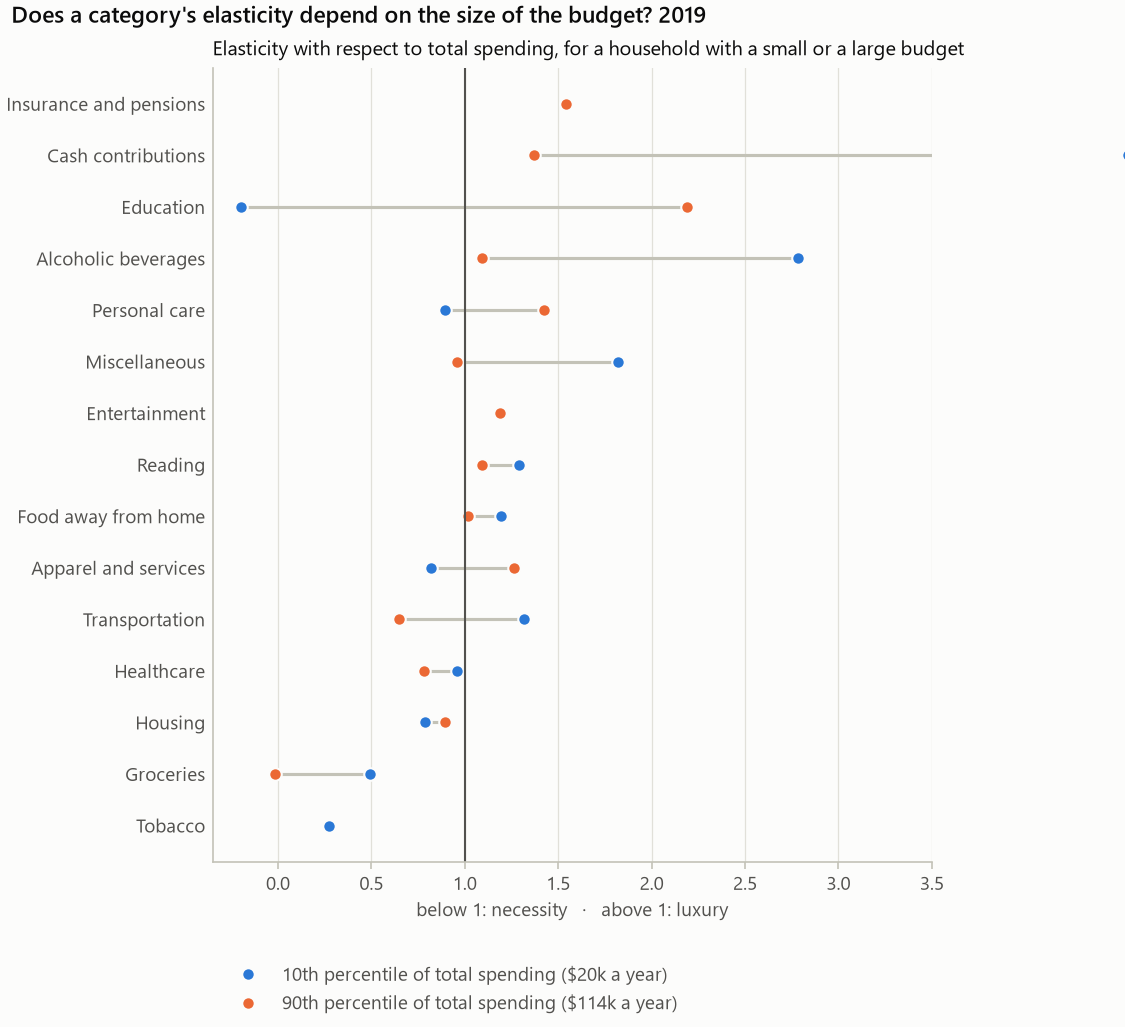 Does a category's elasticity depend on the size of the budget? 2019
Elasticity with respect to total spending, for a household with a small or a large budget
Insurance and pensions
Cash contributions
Education
Alcoholic beverages
Personal care
Miscellaneous
Entertainment
Reading
Food away from home
Apparel and services
Transportation
Healthcare
Housing
Groceries
Tobacco
0.0 0.5 1.0 1.5 2.0 2.5 3.0 3.5
below 1: necessity · above 1: luxury
10th percentile of total spending ($20k a year)
90th percentile of total spending ($114k a year)